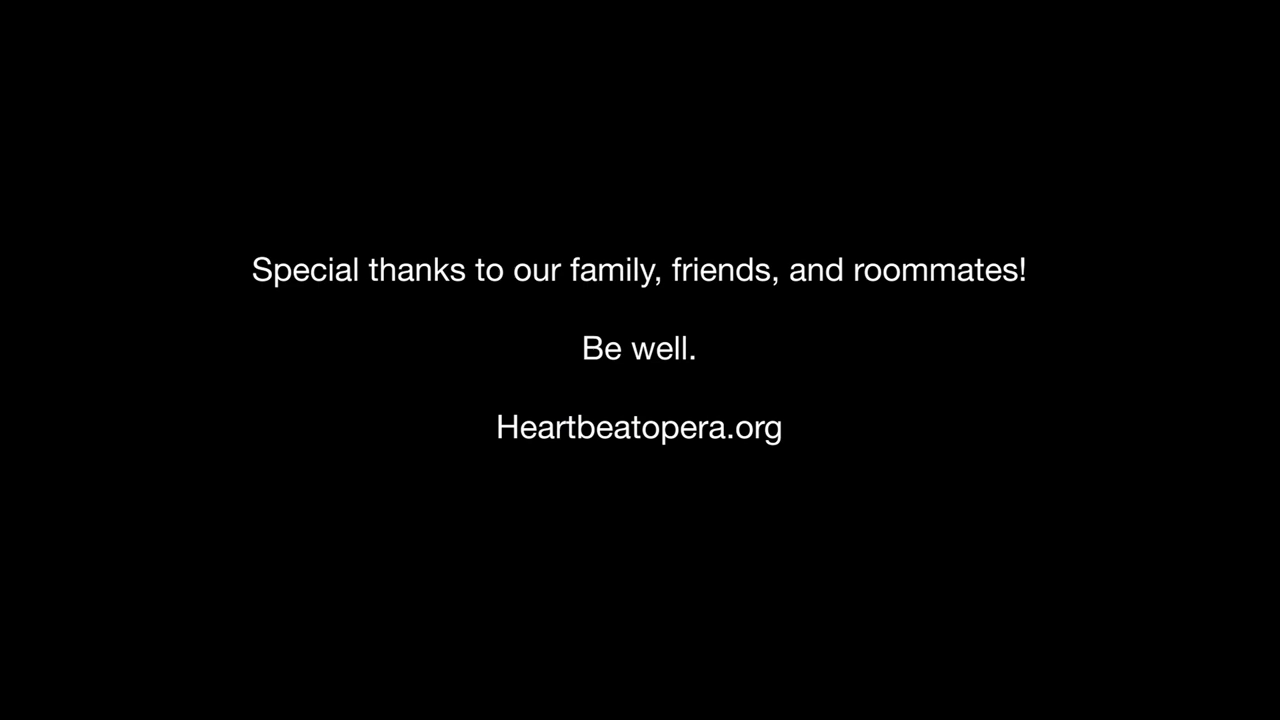 Special thanks to our family, friends, and roommates!
Be well.
Heartbeatopera.org